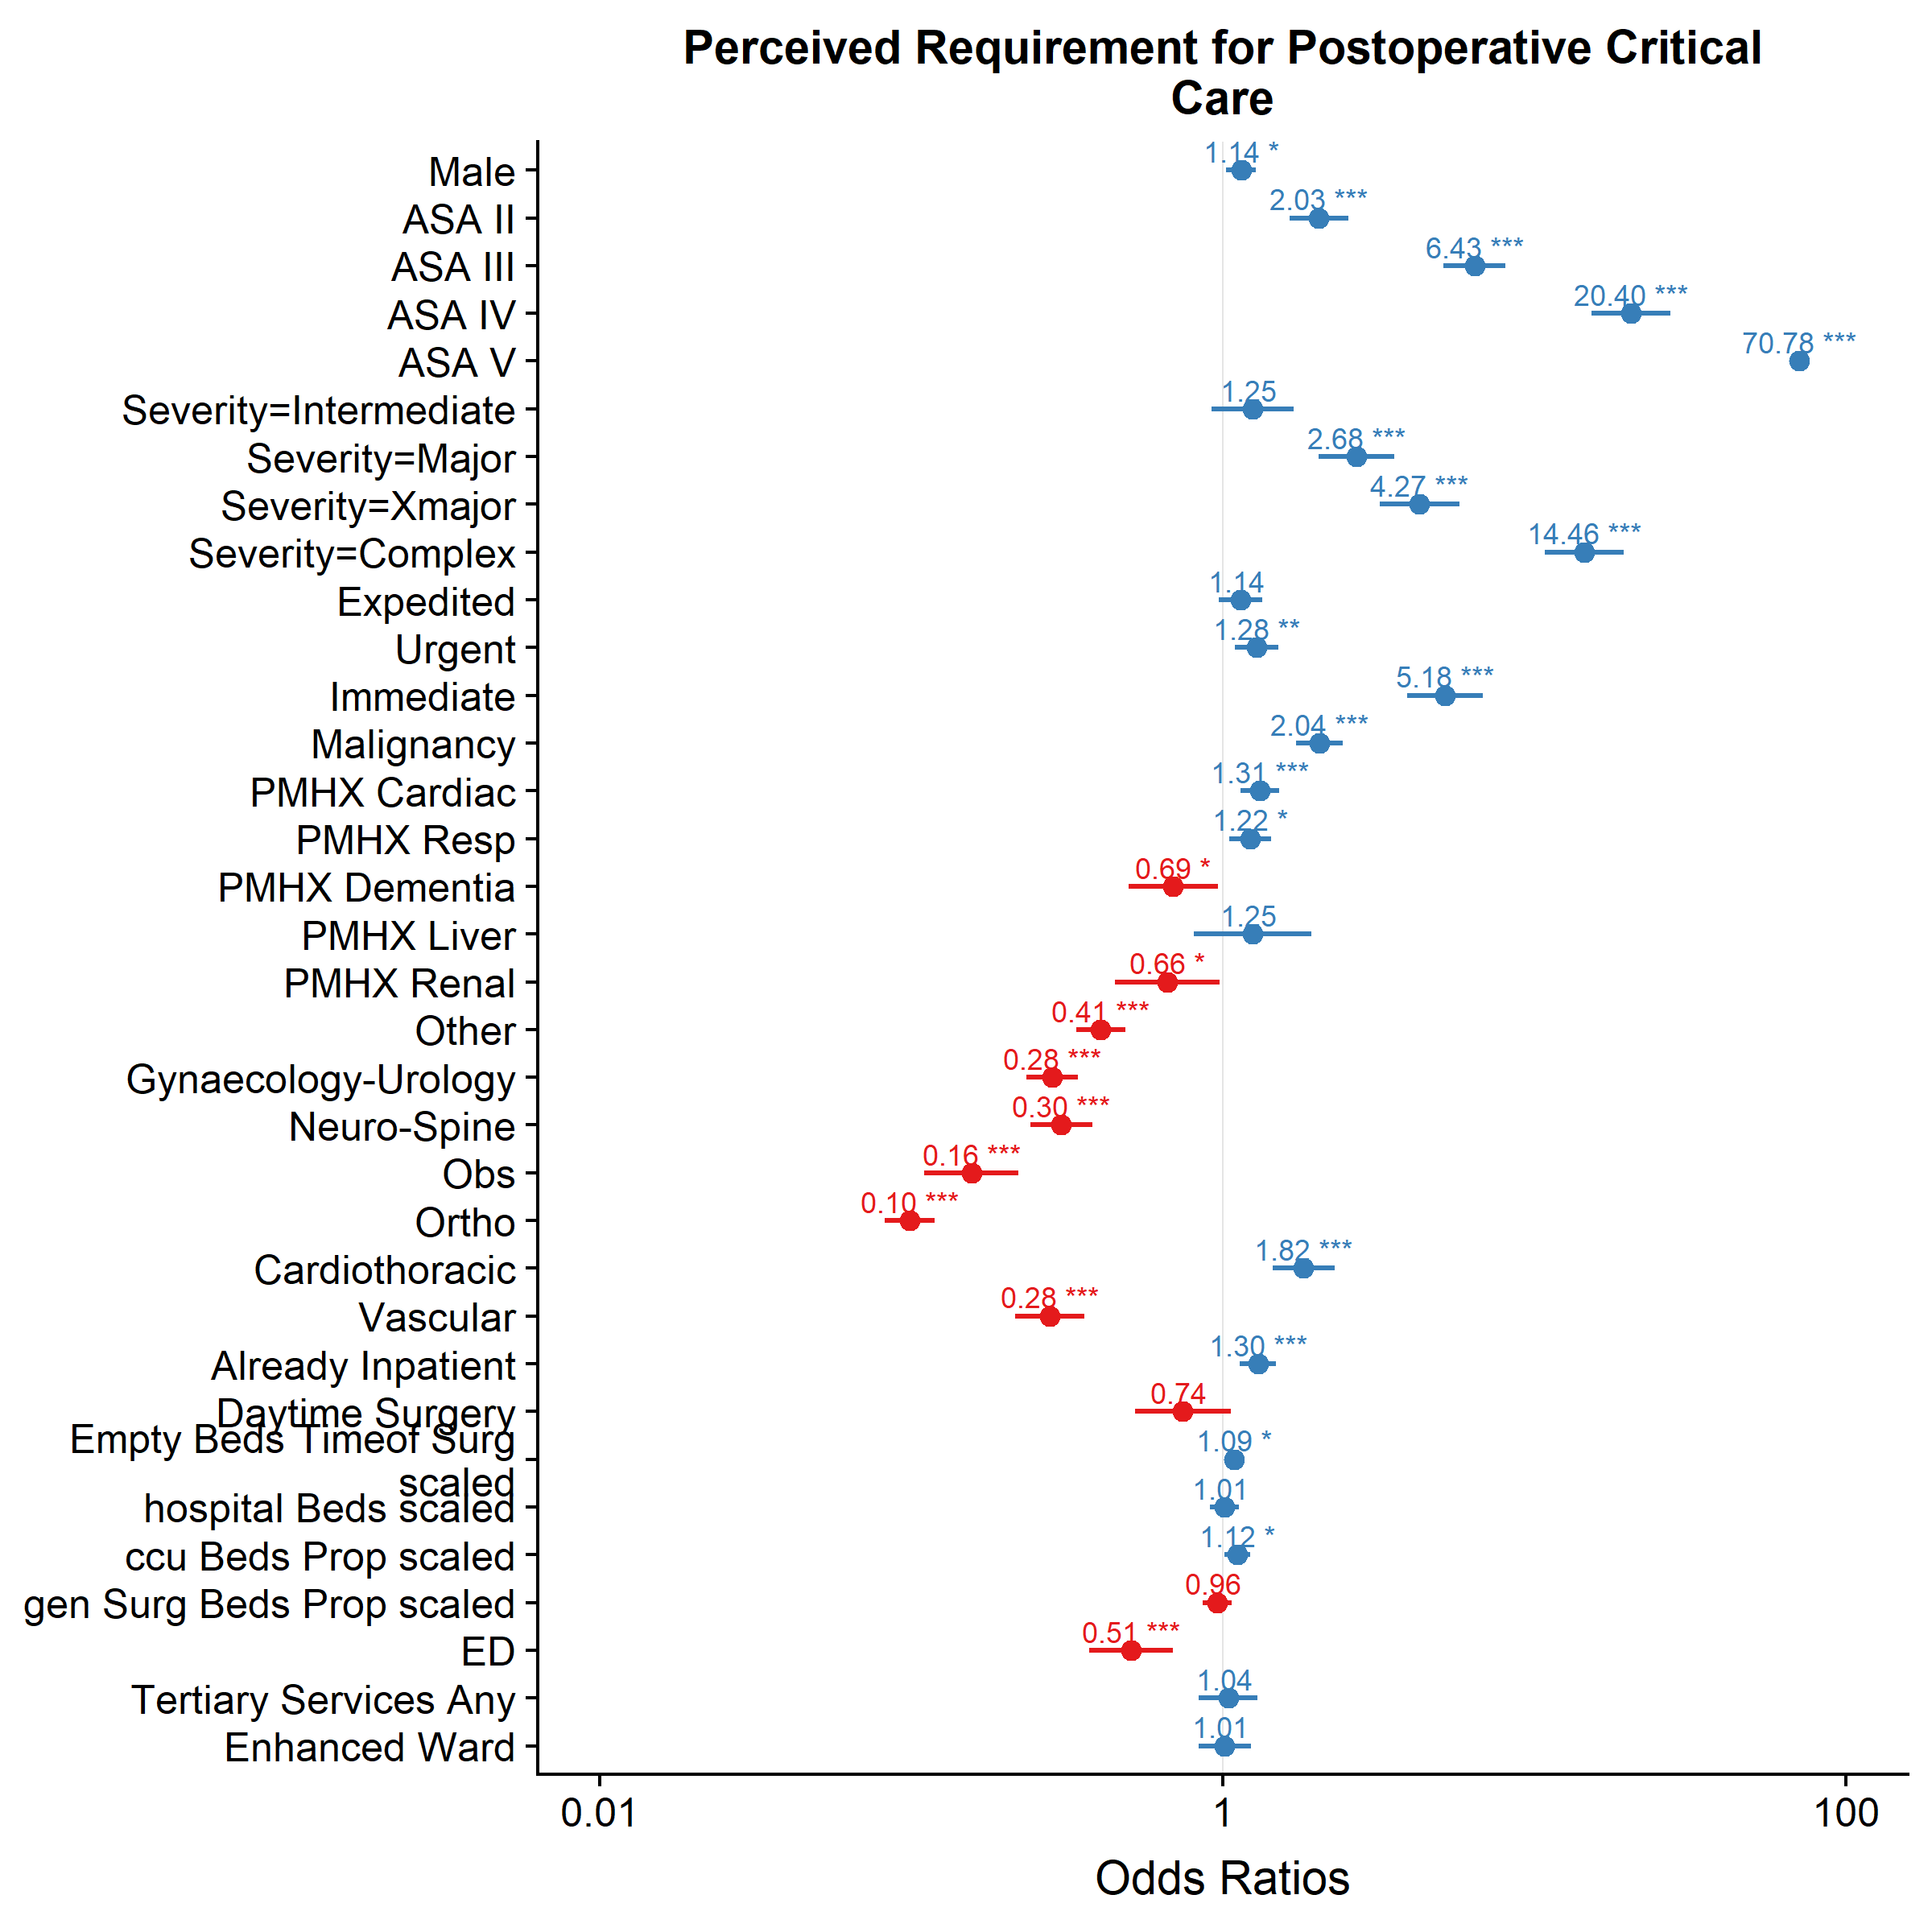 Perceived Requirement for Postoperative Critical
Care
Male
1.14 *
ASA II
2.03 ***
ASA III
6.43 ***
ASA IV
20.40 ***
ASA V
70.78 ***
Severity=Intermediate
1.25
Severity=Major
2.68 ***
Severity=Xmajor
4.27 ***
Severity=Complex
14.46 ***
Expedited
1.14
Urgent
1.28 **
Immediate
5.18 ***
Malignancy
2.04 ***
PMHX Cardiac
1.31 ***
PMHX Resp
1.22 *
PMHX Dementia
0.69 *
PMHX Liver
1.25
PMHX Renal
0.66 *
Other
0.41 ***
Gynaecology-Urology
0.28 ***
Neuro-Spine
0.30 ***
Obs
0.16 ***
Ortho
0.10 ***
Cardiothoracic
1.82 ***
Vascular
0.28 ***
Already Inpatient
1.30 ***
Daytime Surgery
0.74
Empty Beds Timeof Surg
scaled
1.09 *
hospital Beds scaled
1.01
ccu Beds Prop scaled
1.12 *
gen Surg Beds Prop scaled
0.96
ED
0.51 ***
Tertiary Services Any
1.04
Enhanced Ward
1.01
0.01
1
100
Odds Ratios